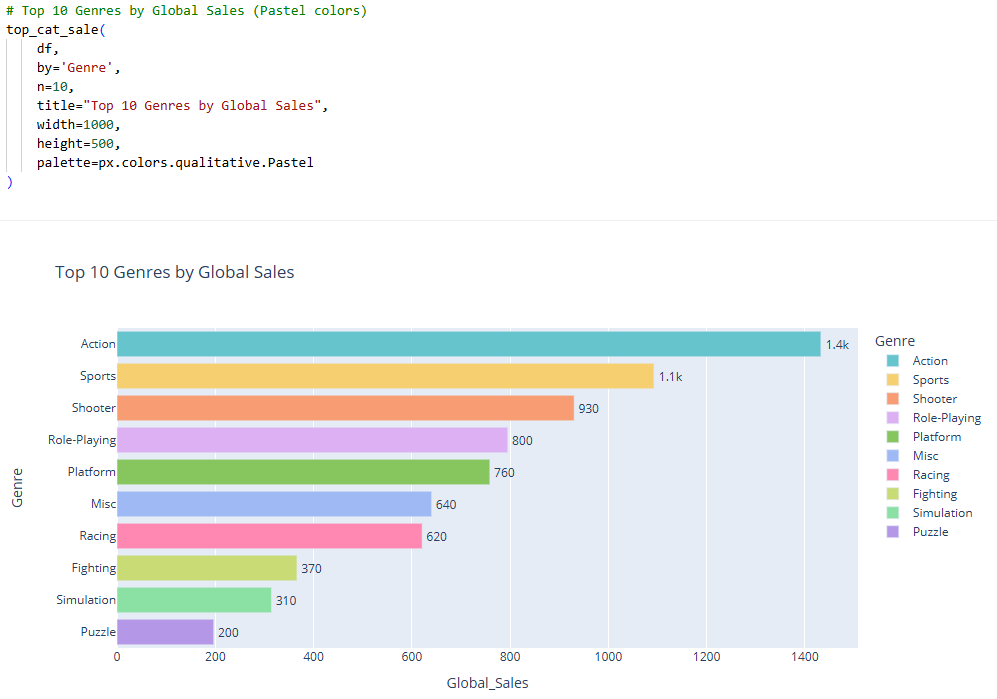 # Top 10 Genres by Global Sales (Pastel colors)
top_cat_sale(
    df,
    by='Genre',
    n=10,
    title="Top 10 Genres by Global Sales",
    width=1000,
    height=500,
    palette=px.colors.qualitative.Pastel
)
Top 10 Genres by Global Sales
Genre
Action 1.4k
Sports 1.1k
Shooter 930
Role-Playing 800
Platform 760
Misc 640
Racing 620
Fighting 370
Simulation 310
Puzzle 200
0 200 400 600 800 1000 1200 1400
Global_Sales
Genre
Action
Sports
Shooter
Role-Playing
Platform
Misc
Racing
Fighting
Simulation
Puzzle